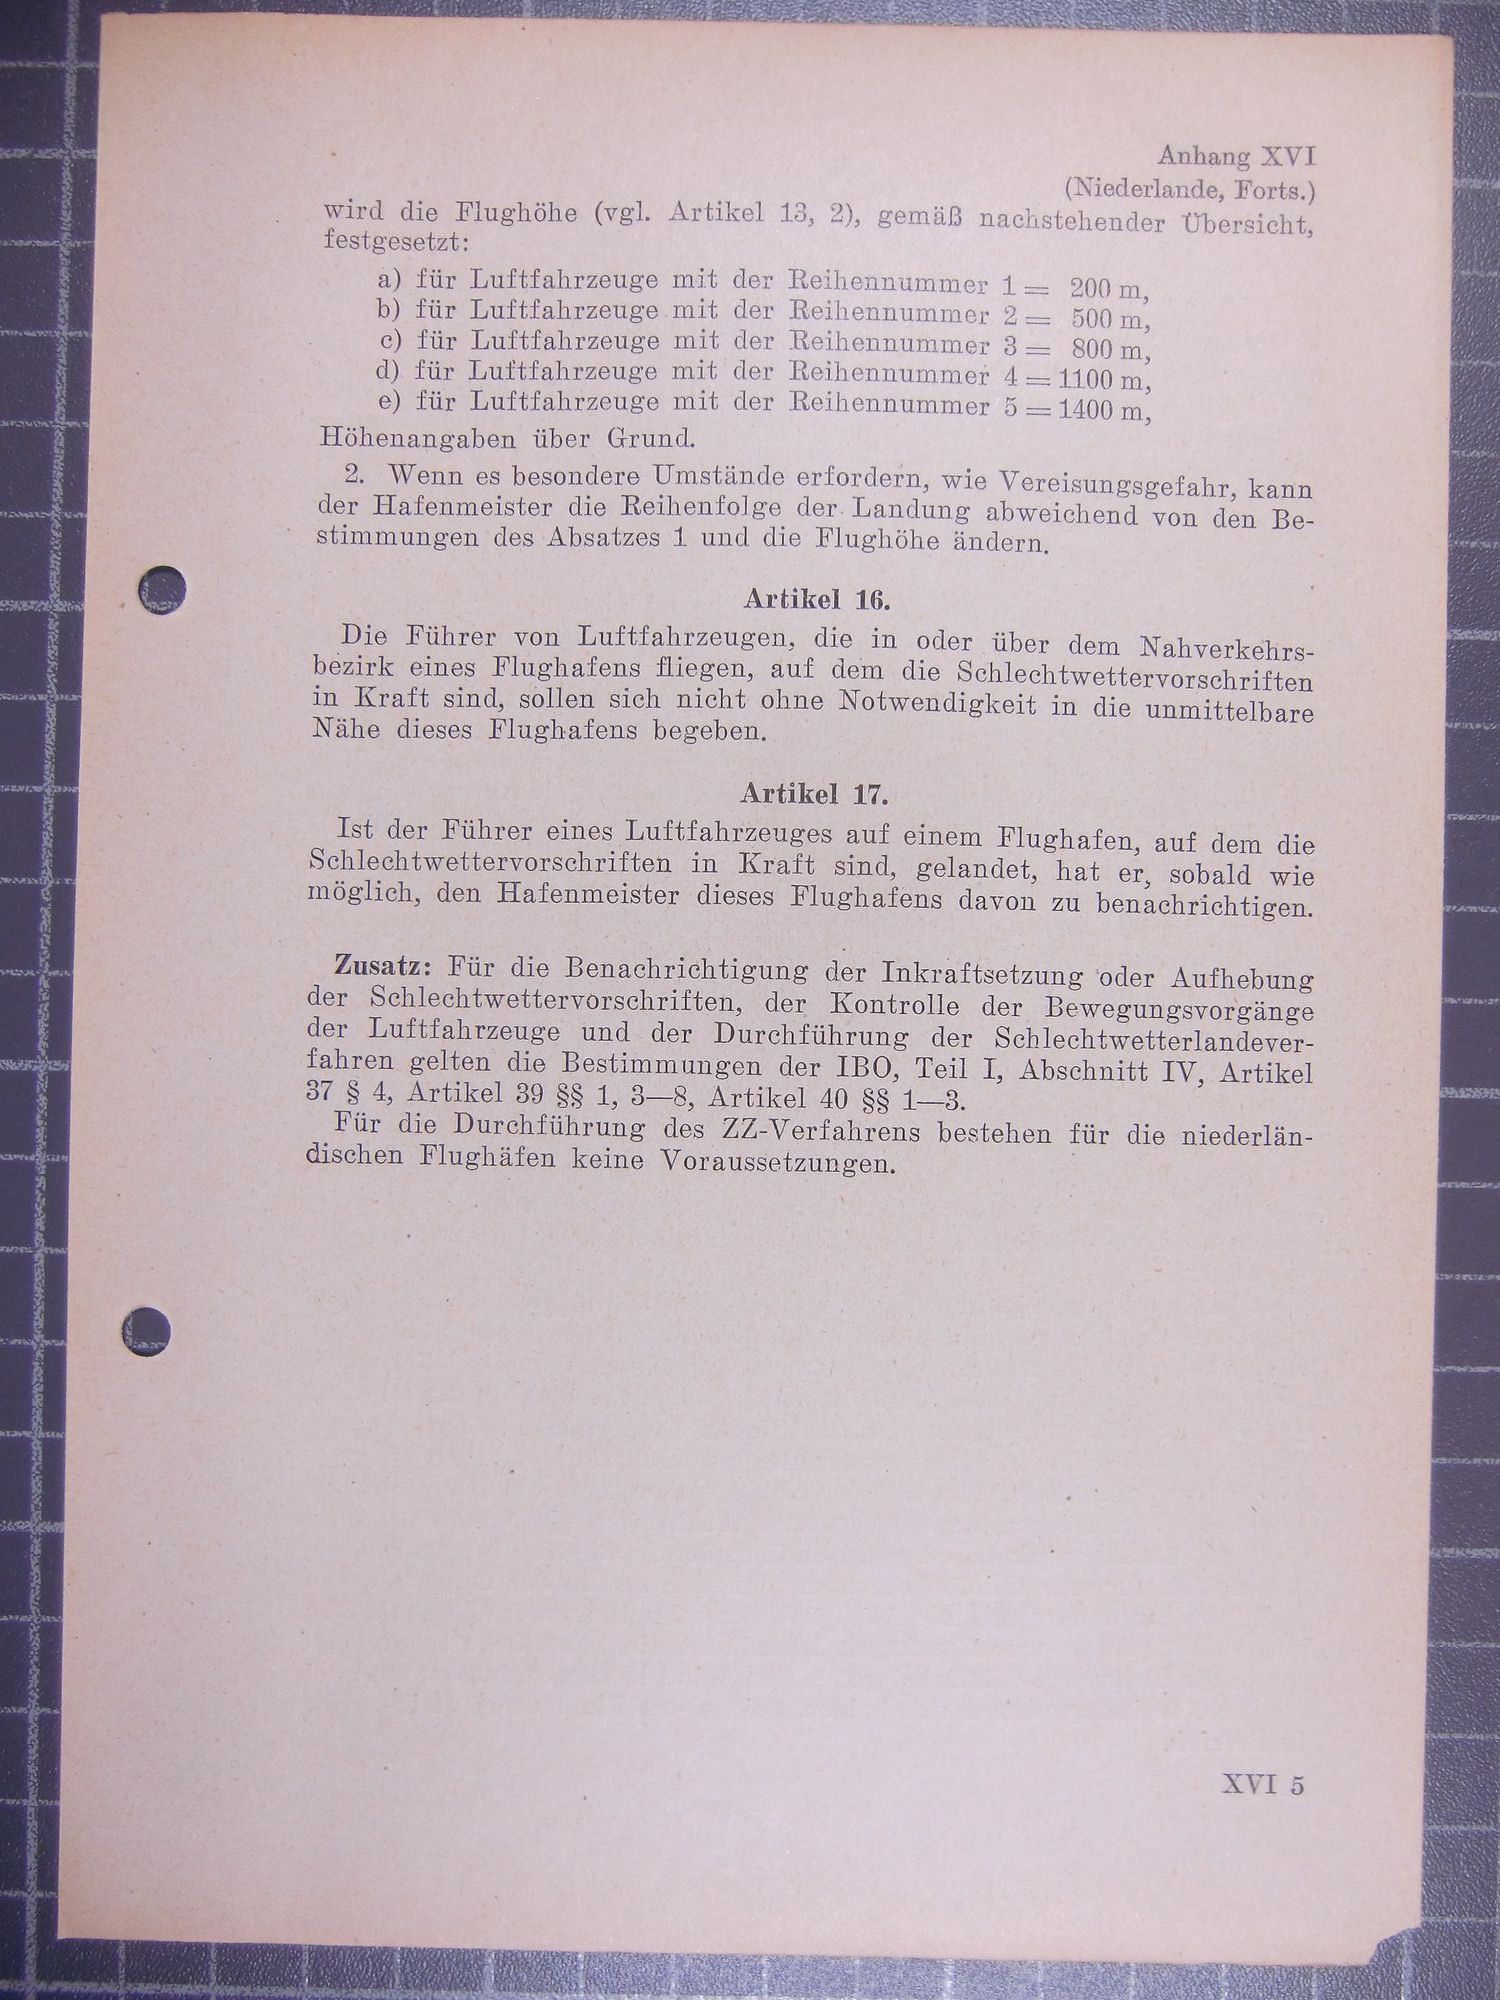 Anhang XVI
(Niederlande, Forts.)
wird die Flughöhe (vgl. Artikel 13, 2), gemäß nachstehender Übersicht,
festgesetzt:
a) für Luftfahrzeuge mit der Reihennummer 1 = 200 m,
b) für Luftfahrzeuge mit der Reihennummer 2 = 500 m,
c) für Luftfahrzeuge mit der Reihennummer 3 = 800 m,
d) für Luftfahrzeuge mit der Reihennummer 4 = 1100 m,
e) für Luftfahrzeuge mit der Reihennummer 5 = 1400 m,
Höhenangaben über Grund.
2. Wenn es besondere Umstände erfordern, wie Vereisungsgefahr, kann
der Hafenmeister die Reihenfolge der Landung abweichend von den Be-
stimmungen des Absatzes 1 und die Flughöhe ändern.
Artikel 16.
Die Führer von Luftfahrzeugen, die in oder über dem Nahverkehrs-
bezirk eines Flughafens fliegen, auf dem die Schlechtwettervorschriften
in Kraft sind, sollen sich nicht ohne Notwendigkeit in die unmittelbare
Nähe dieses Flughafens begeben.
Artikel 17.
Ist der Führer eines Luftfahrzeuges auf einem Flughafen, auf dem die
Schlechtwettervorschriften in Kraft sind, gelandet, hat er, sobald wie
möglich, den Hafenmeister dieses Flughafens davon zu benachrichtigen.
Zusatz: Für die Benachrichtigung der Inkraftsetzung oder Aufhebung
der Schlechtwettervorschriften, der Kontrolle der Bewegungsvorgänge
der Luftfahrzeuge und der Durchführung der Schlechtwetterlandever-
fahren gelten die Bestimmungen der IBO, Teil I, Abschnitt IV, Artikel
37 § 4, Artikel 39 §§ 1, 3—8, Artikel 40 §§ 1—3.
Für die Durchführung des ZZ-Verfahrens bestehen für die niederlän-
dischen Flughäfen keine Voraussetzungen.
XVI 5